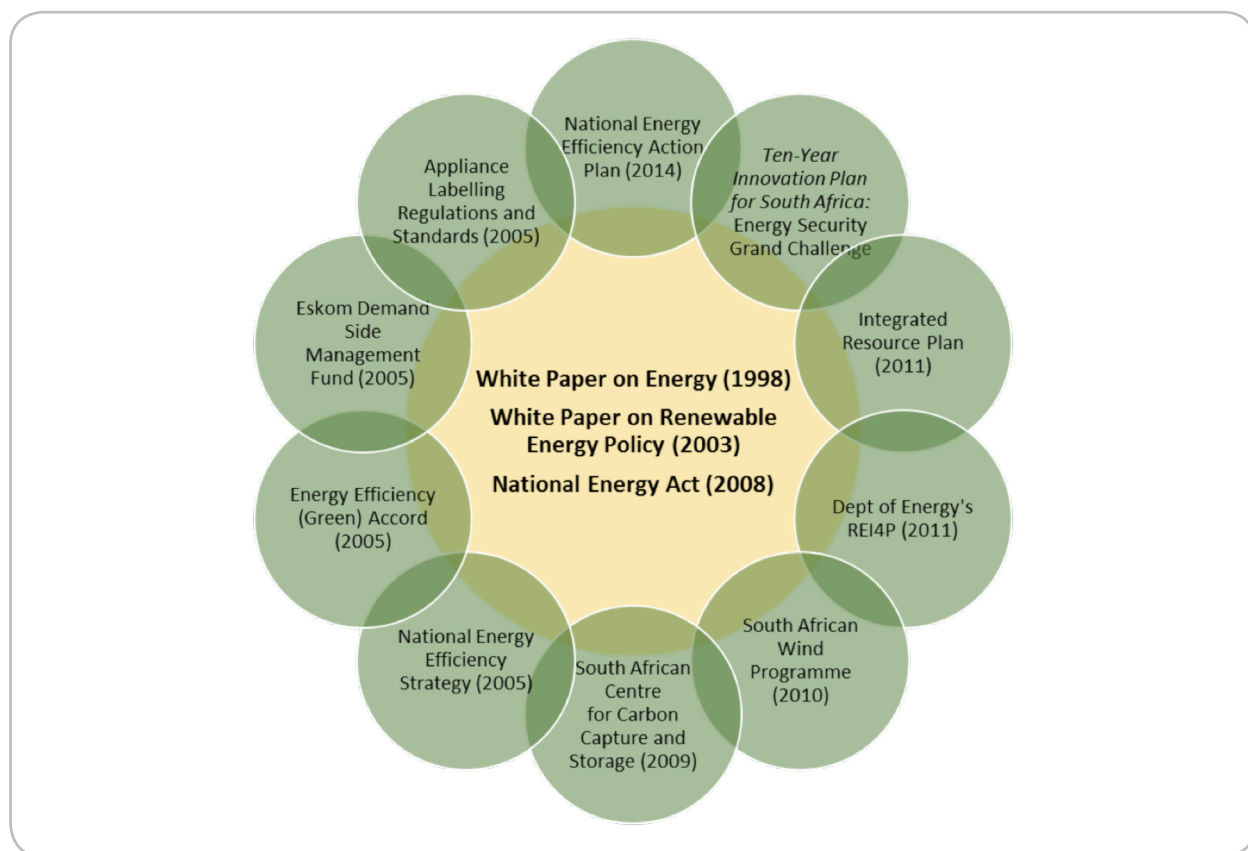 National Energy
Efficiency Action
Plan (2014)
Ten-Year
Innovation Plan
for South Africa:
Energy Security
Grand Challenge
Integrated
Resource Plan
(2011)
Dept of Energy's
REI4P (2011)
South African
Wind
Programme
(2010)
South African
Centre
for Carbon
Capture and
Storage (2009)
National Energy
Efficiency
Strategy (2005)
Energy Efficiency
(Green) Accord
(2005)
Eskom Demand
Side
Management
Fund (2005)
Appliance
Labelling
Regulations and
Standards (2005)
White Paper on Energy (1998)
White Paper on Renewable
Energy Policy (2003)
National Energy Act (2008)